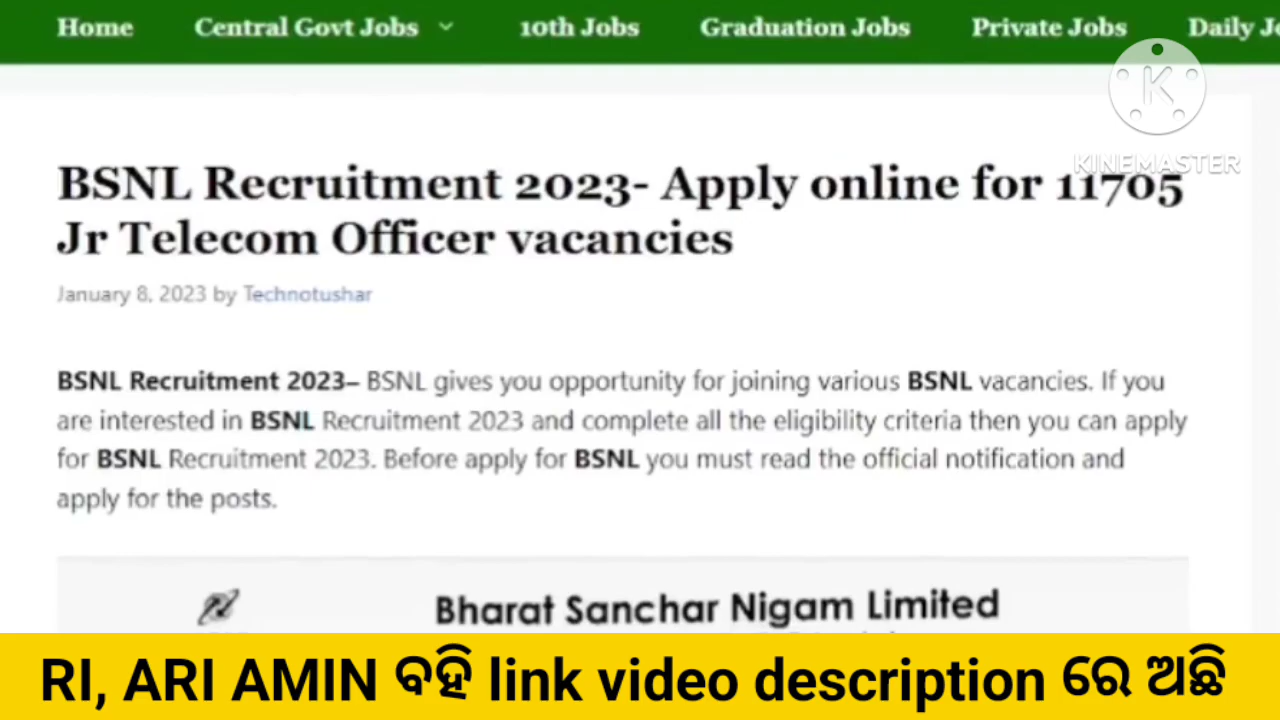 Home Central Govt Jobs 10th Jobs Graduation Jobs Private Jobs Daily
K
KINEMASTER
BSNL Recruitment 2023- Apply online for 11705
Jr Telecom Officer vacancies
January 8, 2023 by Technotushar
BSNL Recruitment 2023– BSNL gives you opportunity for joining various BSNL vacancies. If you
are interested in BSNL Recruitment 2023 and complete all the eligibility criteria then you can apply
for BSNL Recruitment 2023. Before apply for BSNL you must read the official notification and
apply for the posts.
Bharat Sanchar Nigam Limited
RI, ARI AMIN ବହି link video description ରେ ଅଛି